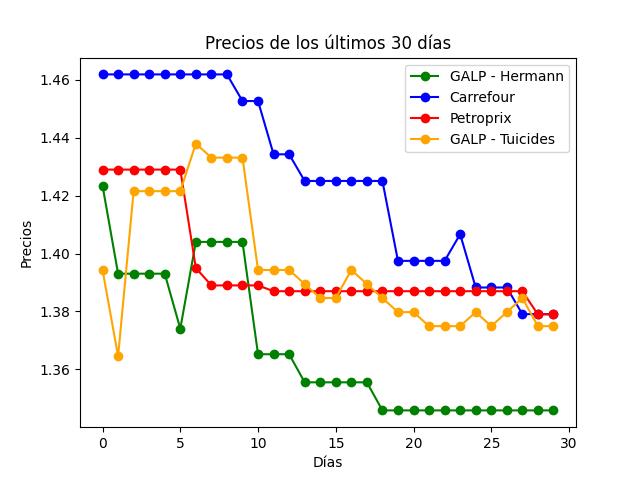 Precios de los últimos 30 días
GALP - Hermann
Carrefour
Petroprix
GALP - Tuicides
Precios
1.46
1.44
1.42
1.40
1.38
1.36
0 5 10 15 20 25 30
Días